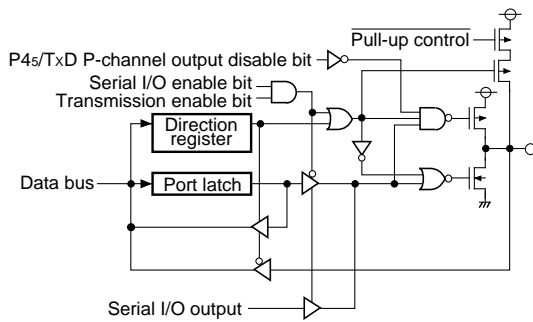 Pull-up control
P45/TxD P-channel output disable bit
Serial I/O enable bit
Transmission enable bit
Direction
register
Data bus
Port latch
Serial I/O output